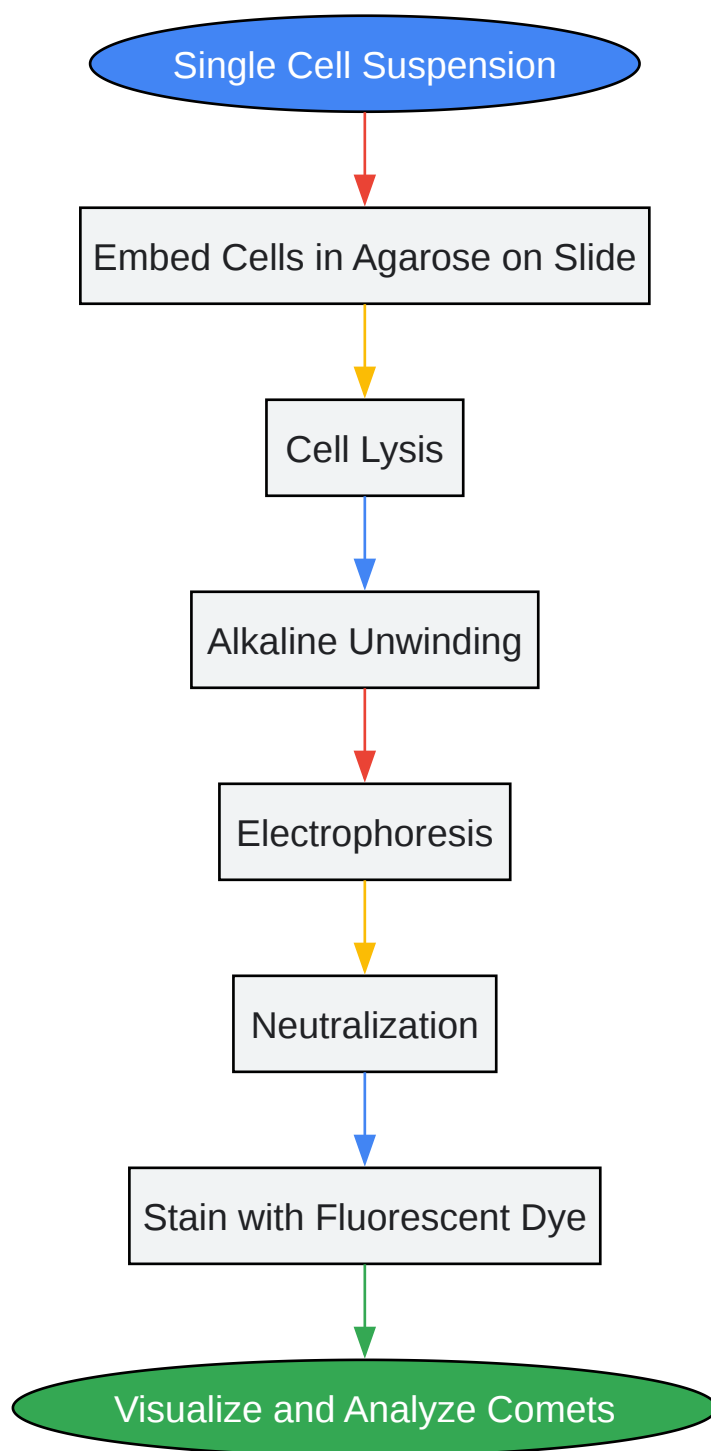 Single Cell Suspension
Embed Cells in Agarose on Slide
Cell Lysis
Alkaline Unwinding
Electrophoresis
Neutralization
Stain with Fluorescent Dye
Visualize and Analyze Comets